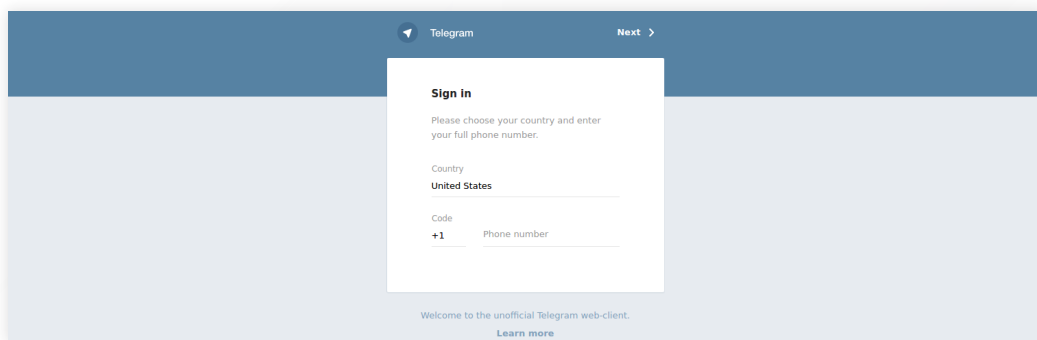 Telegram
Next
Sign in
Please choose your country and enter
your full phone number.
Country
United States
Code
+1
Phone number
Welcome to the unofficial Telegram web-client.
Learn more